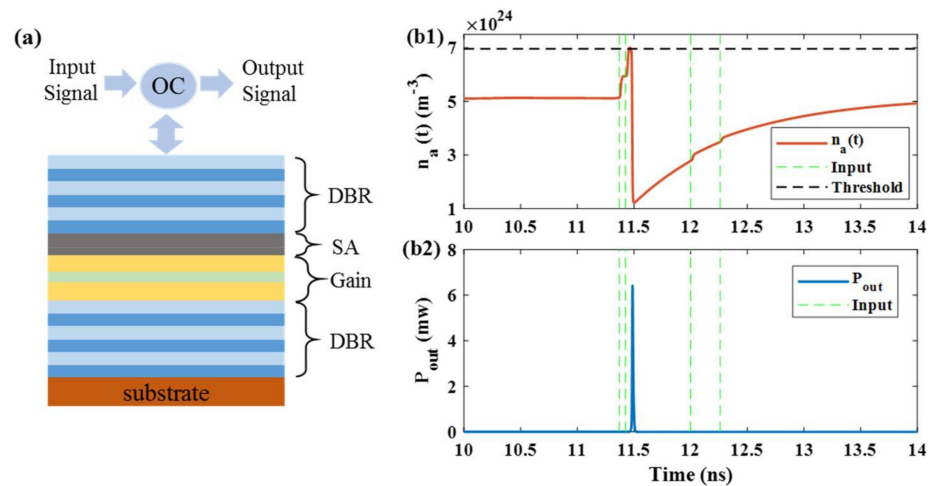 (a)
Input
Signal
OC
Output
Signal
DBR
SA
Gain
DBR
substrate
(b1)
×10²⁴
7
5
3
1
n_a(t) (m⁻³)
n_a(t)
Input
Threshold
10 10.5 11 11.5 12 12.5 13 13.5 14
(b2)
8
6
4
2
0
P_out (mw)
P_out
Input
10 10.5 11 11.5 12 12.5 13 13.5 14
Time (ns)